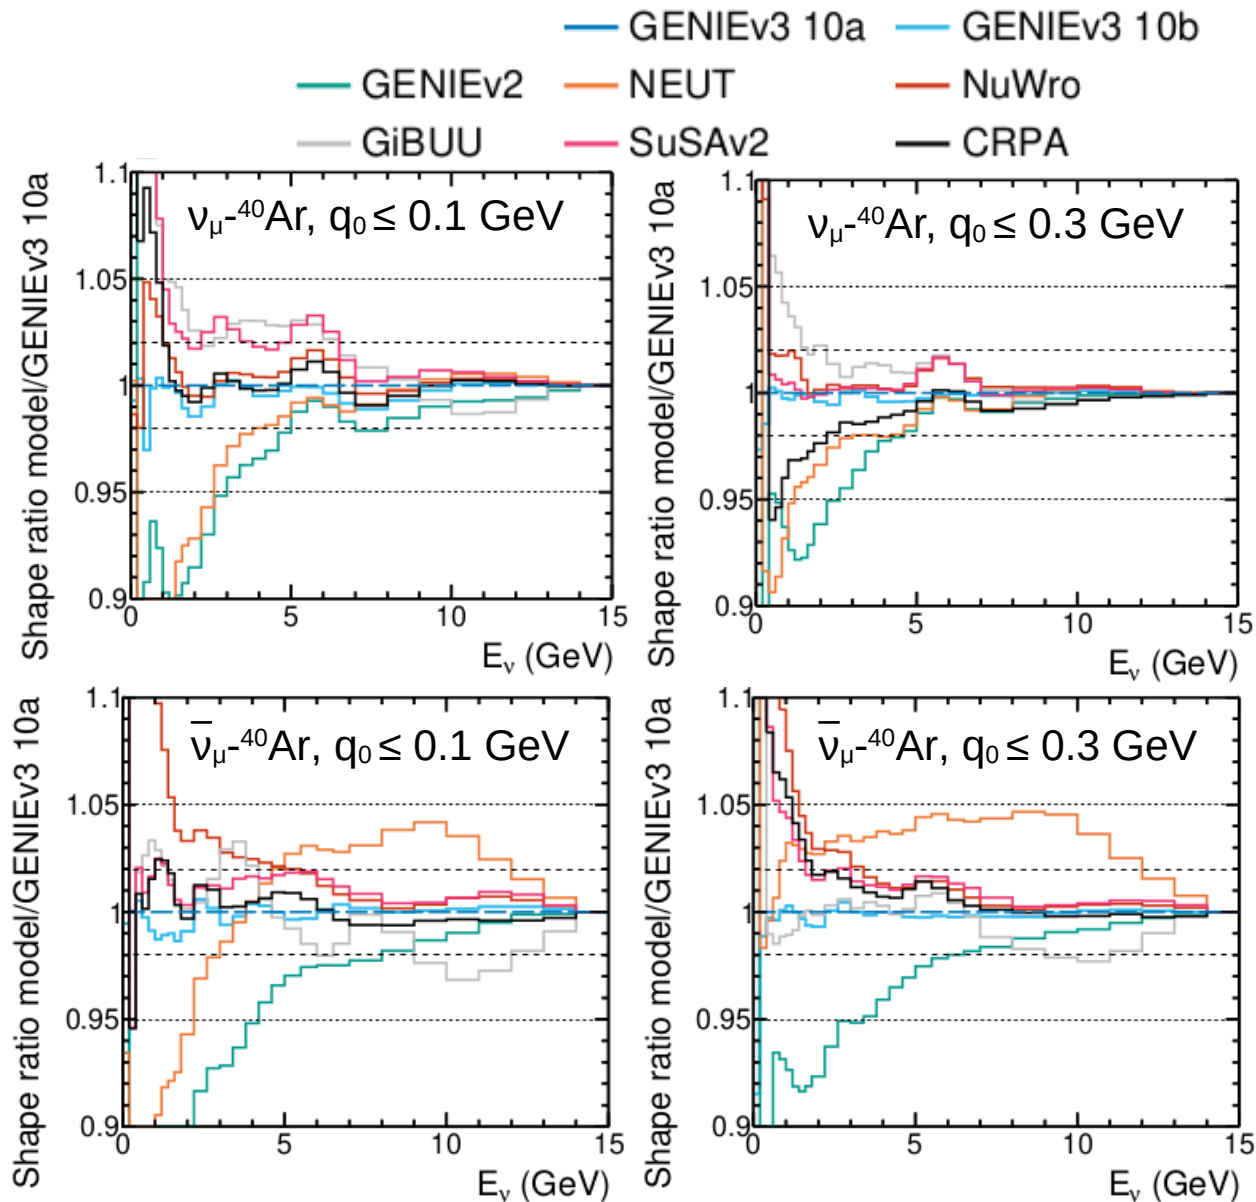 GENIEv3 10a GENIEv3 10b
GENIEv2 NEUT NuWro
GiBUU SuSAv2 CRPA
Shape ratio model/GENIEv3 10a
1.1
1.05
1
0.95
0.9
νμ-⁴⁰Ar, q₀ ≤ 0.1 GeV
0 5 10 15
Eν (GeV)
Shape ratio model/GENIEv3 10a
1.1
1.05
1
0.95
0.9
νμ-⁴⁰Ar, q₀ ≤ 0.3 GeV
0 5 10 15
Eν (GeV)
Shape ratio model/GENIEv3 10a
1.1
1.05
1
0.95
0.9
ν̅μ-⁴⁰Ar, q₀ ≤ 0.1 GeV
0 5 10 15
Eν (GeV)
Shape ratio model/GENIEv3 10a
1.1
1.05
1
0.95
0.9
ν̅μ-⁴⁰Ar, q₀ ≤ 0.3 GeV
0 5 10 15
Eν (GeV)